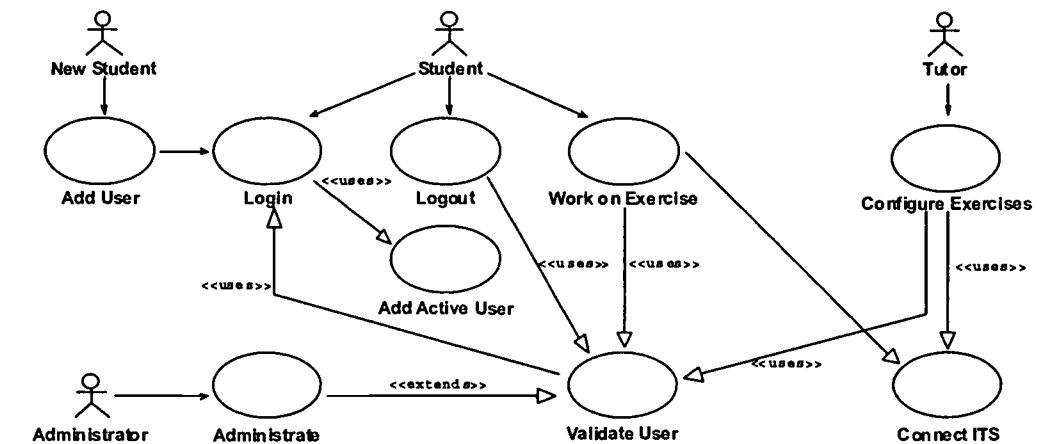 New Student
Student
Tutor
Add User
Login
<<uses>>
Logout
Work on Exercise
Configure Exercises
<<uses>>
<<uses>>
<<uses>>
<<uses>>
Add Active User
<<uses>>
<<extends>>
Administrator
Administrate
Validate User
Connect ITS